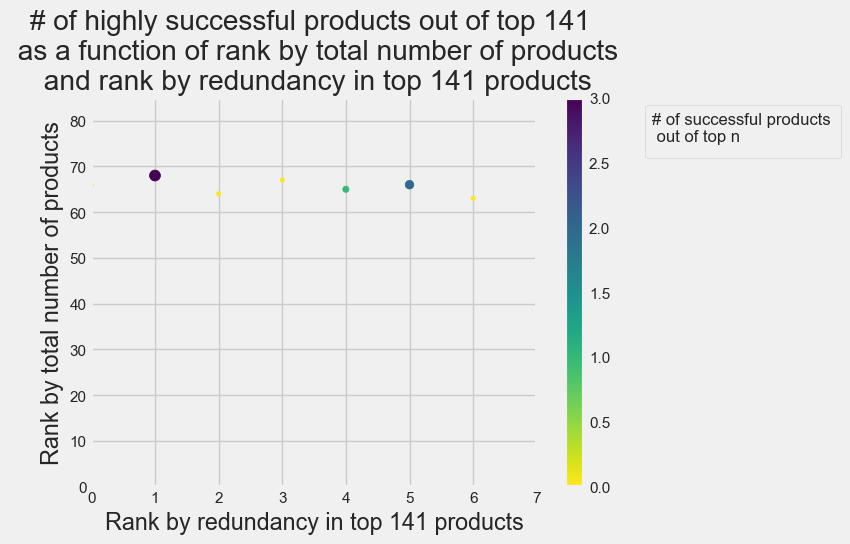 # of highly successful products out of top 141
as a function of rank by total number of products
and rank by redundancy in top 141 products
Rank by total number of products
80
70
60
50
40
30
20
10
0
0 1 2 3 4 5 6 7
Rank by redundancy in top 141 products
3.0
2.5
2.0
1.5
1.0
0.5
0.0
# of successful products
out of top n